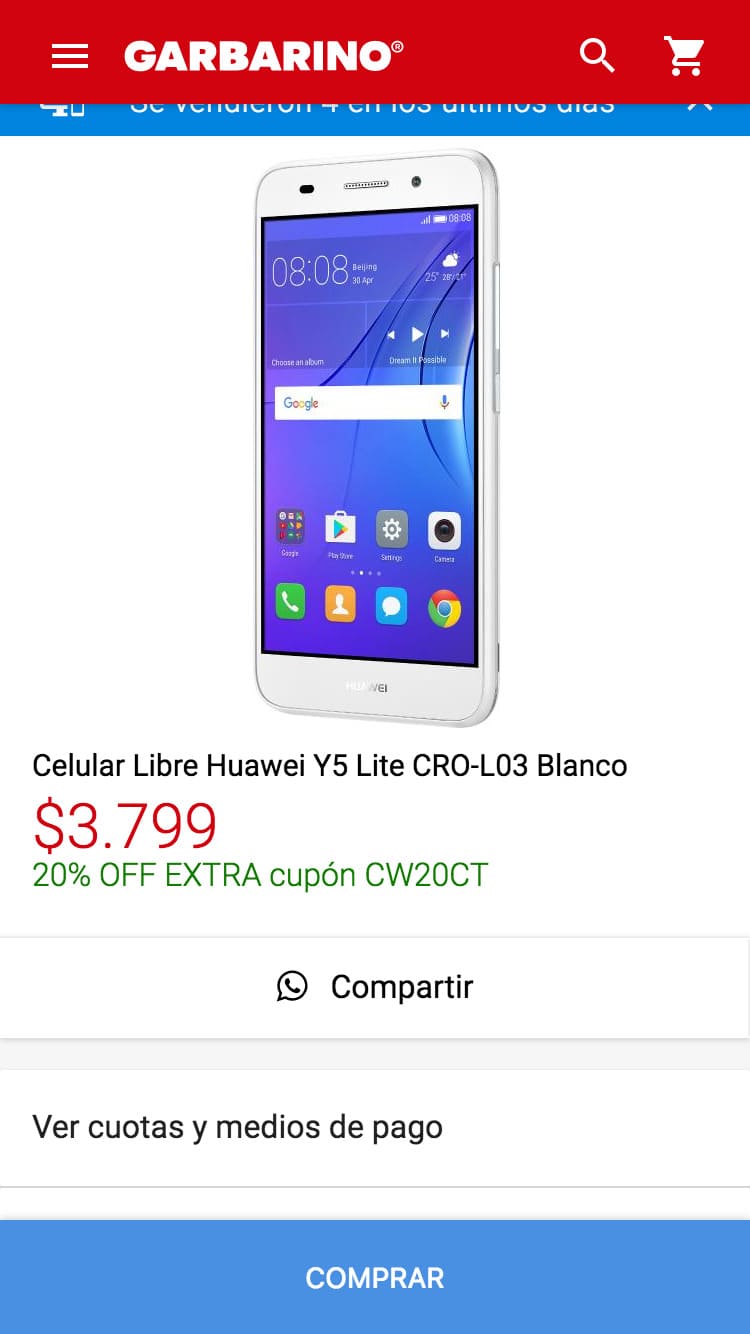 GARBARINO®
Se vendieron 4 en los últimos días
08:08
08:08
Beijing
30 Apr
25° 28°/21°
Choose an album
Dream It Possible
Google
Google
Play Store
Settings
Camera
HUAWEI
Celular Libre Huawei Y5 Lite CRO-L03 Blanco
$3.799
20% OFF EXTRA cupón CW20CT
Compartir
Ver cuotas y medios de pago
COMPRAR